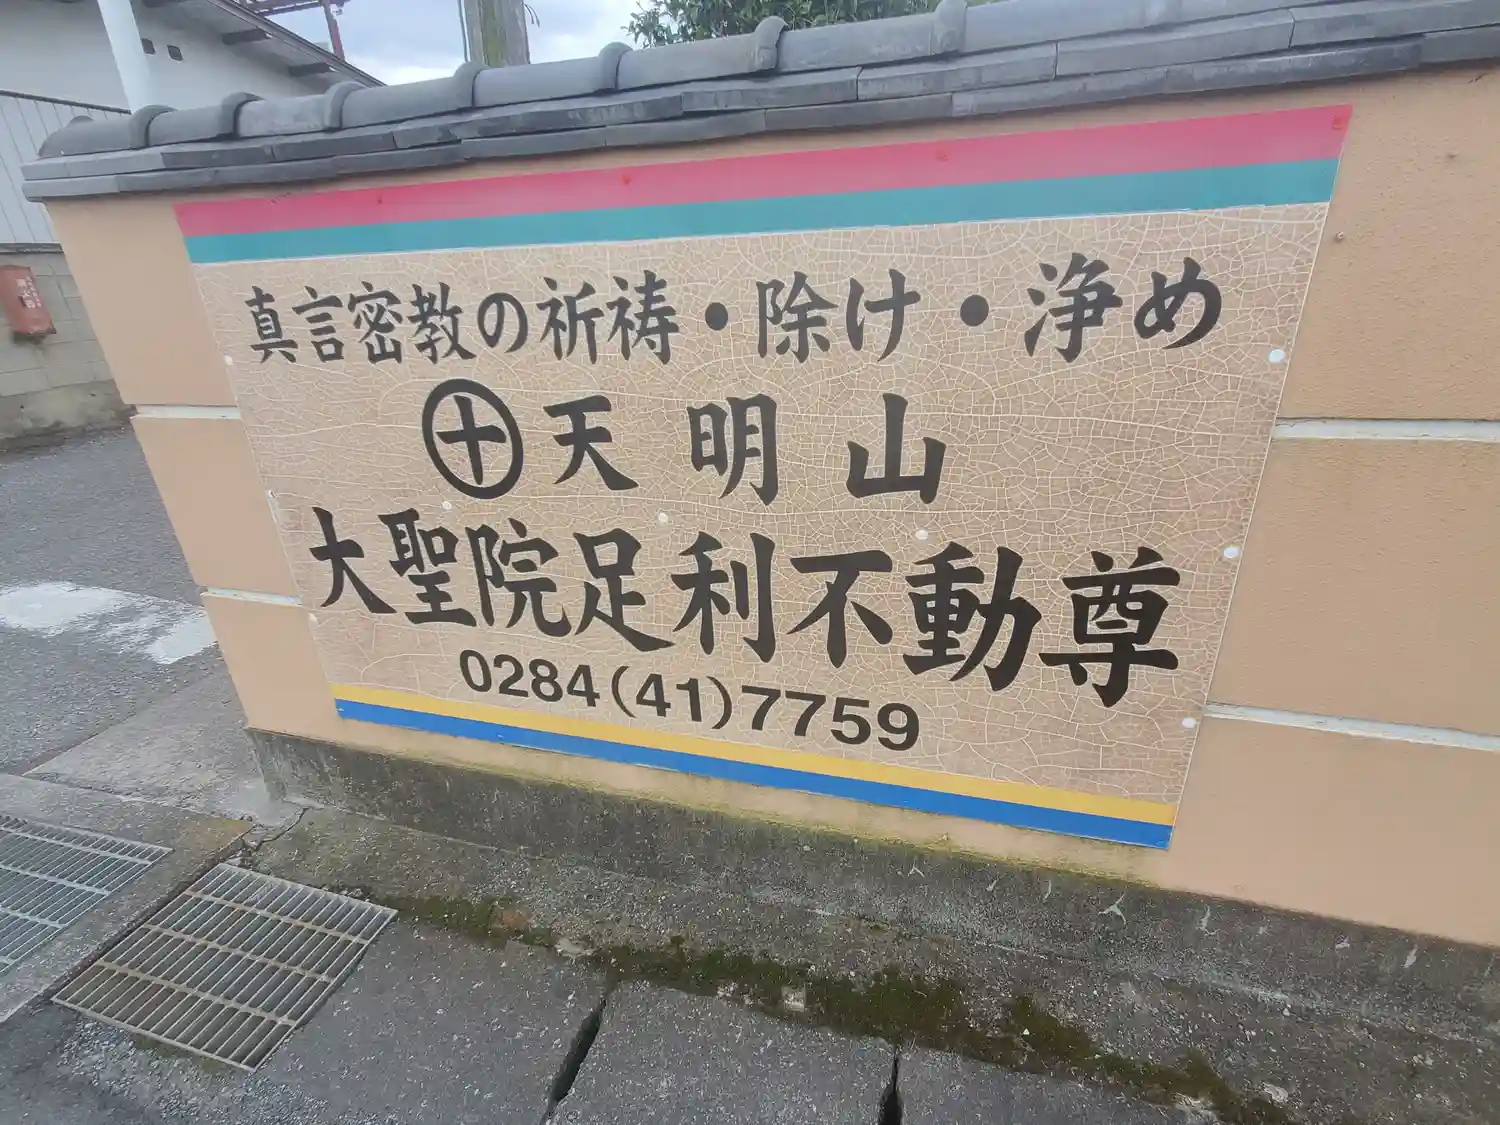 真言密教の祈祷・除け・浄め
天明山
大聖院足利不動尊
0284(41)7759